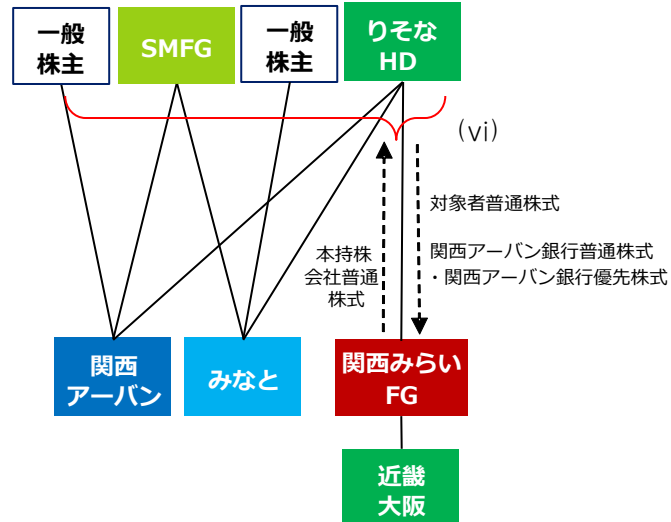 一般
株主
SMFG
一般
株主
りそな
HD
(vi)
対象者普通株式
本持株
会社普通
株式
関西アーバン銀行普通株式
・関西アーバン銀行優先株式
関西
アーバン
みなと
関西みらい
FG
近畿
大阪